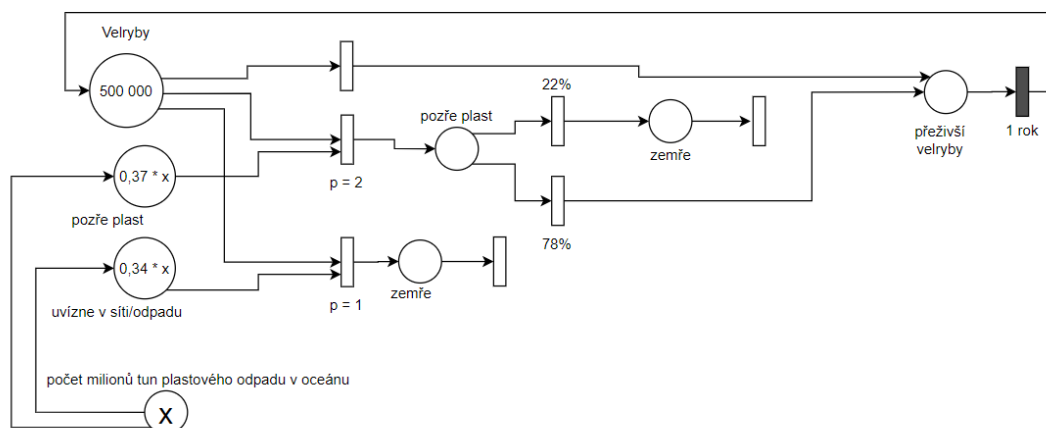 Velryby
500 000
22%
pozře plast
zemře
přeživší
velryby
1 rok
0,37 * x
p = 2
pozře plast
78%
0,34 * x
zemře
p = 1
uvízne v síti/odpadu
počet milionů tun plastového odpadu v oceánu
X